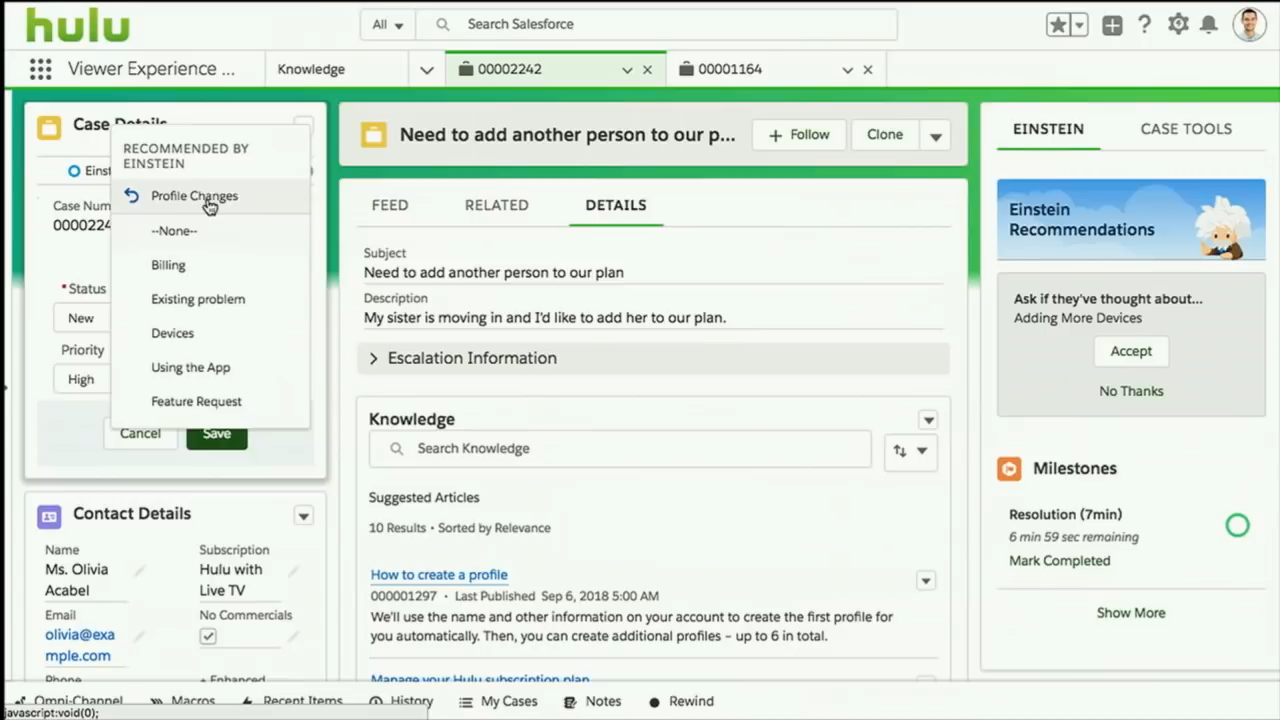 hulu
All
Search Salesforce
Viewer Experience ...
Knowledge
00002242
00001164
Case Details
RECOMMENDED BY
EINSTEIN
Profile Changes
--None--
Billing
Existing problem
Devices
Using the App
Feature Request
Einst
Case Num
0000224
*Status
New
Priority
High
Cancel
Save
Contact Details
Name
Ms. Olivia
Acabel
Subscription
Hulu with
Live TV
Email
olivia@exa
mple.com
No Commercials
Phone
Enhanced
Need to add another person to our p...
Follow
Clone
FEED
RELATED
DETAILS
Subject
Need to add another person to our plan
Description
My sister is moving in and I'd like to add her to our plan.
Escalation Information
Knowledge
Search Knowledge
Suggested Articles
10 Results • Sorted by Relevance
How to create a profile
000001297 • Last Published Sep 6, 2018 5:00 AM
We'll use the name and other information on your account to create the first profile for
you automatically. Then, you can create additional profiles – up to 6 in total.
Manage your Hulu subscription plan
EINSTEIN
CASE TOOLS
Einstein
Recommendations
Ask if they've thought about...
Adding More Devices
Accept
No Thanks
Milestones
Resolution (7min)
6 min 59 sec remaining
Mark Completed
Show More
Omni-Channel
Macros
Recent Items
History
My Cases
Notes
Rewind
javascript:void(0);